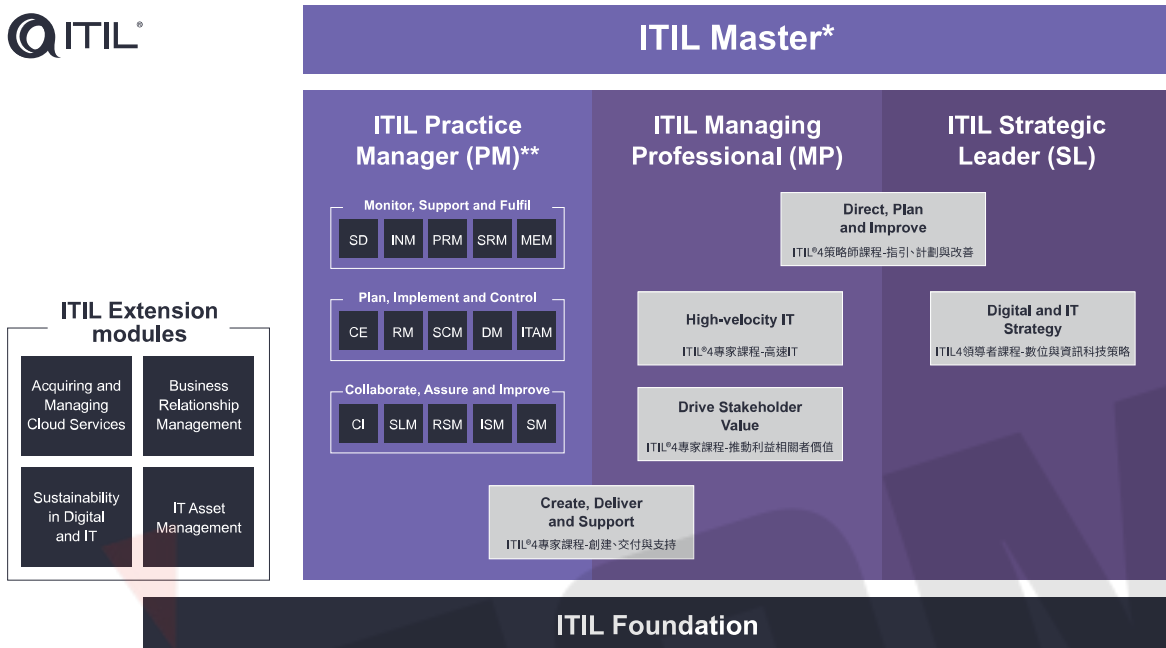 ITIL®
ITIL Master*
ITIL Practice
Manager (PM)**
Monitor, Support and Fulfil
SD INM PRM SRM MEM
Plan, Implement and Control
CE RM SCM DM ITAM
Collaborate, Assure and Improve
CI SLM RSM ISM SM
ITIL Managing
Professional (MP)
ITIL Strategic
Leader (SL)
Direct, Plan
and Improve
ITIL®4策略師課程-指引、計劃與改善
High-velocity IT
ITIL®4專家課程-高速IT
Digital and IT
Strategy
ITIL4領導者課程-數位與資訊科技策略
Drive Stakeholder
Value
ITIL®4專家課程-推動利益相關者價值
Create, Deliver
and Support
ITIL®4專家課程-創建、交付與支持
ITIL Extension
modules
Acquiring and
Managing
Cloud Services
Business
Relationship
Management
Sustainability
in Digital
and IT
IT Asset
Management
ITIL Foundation